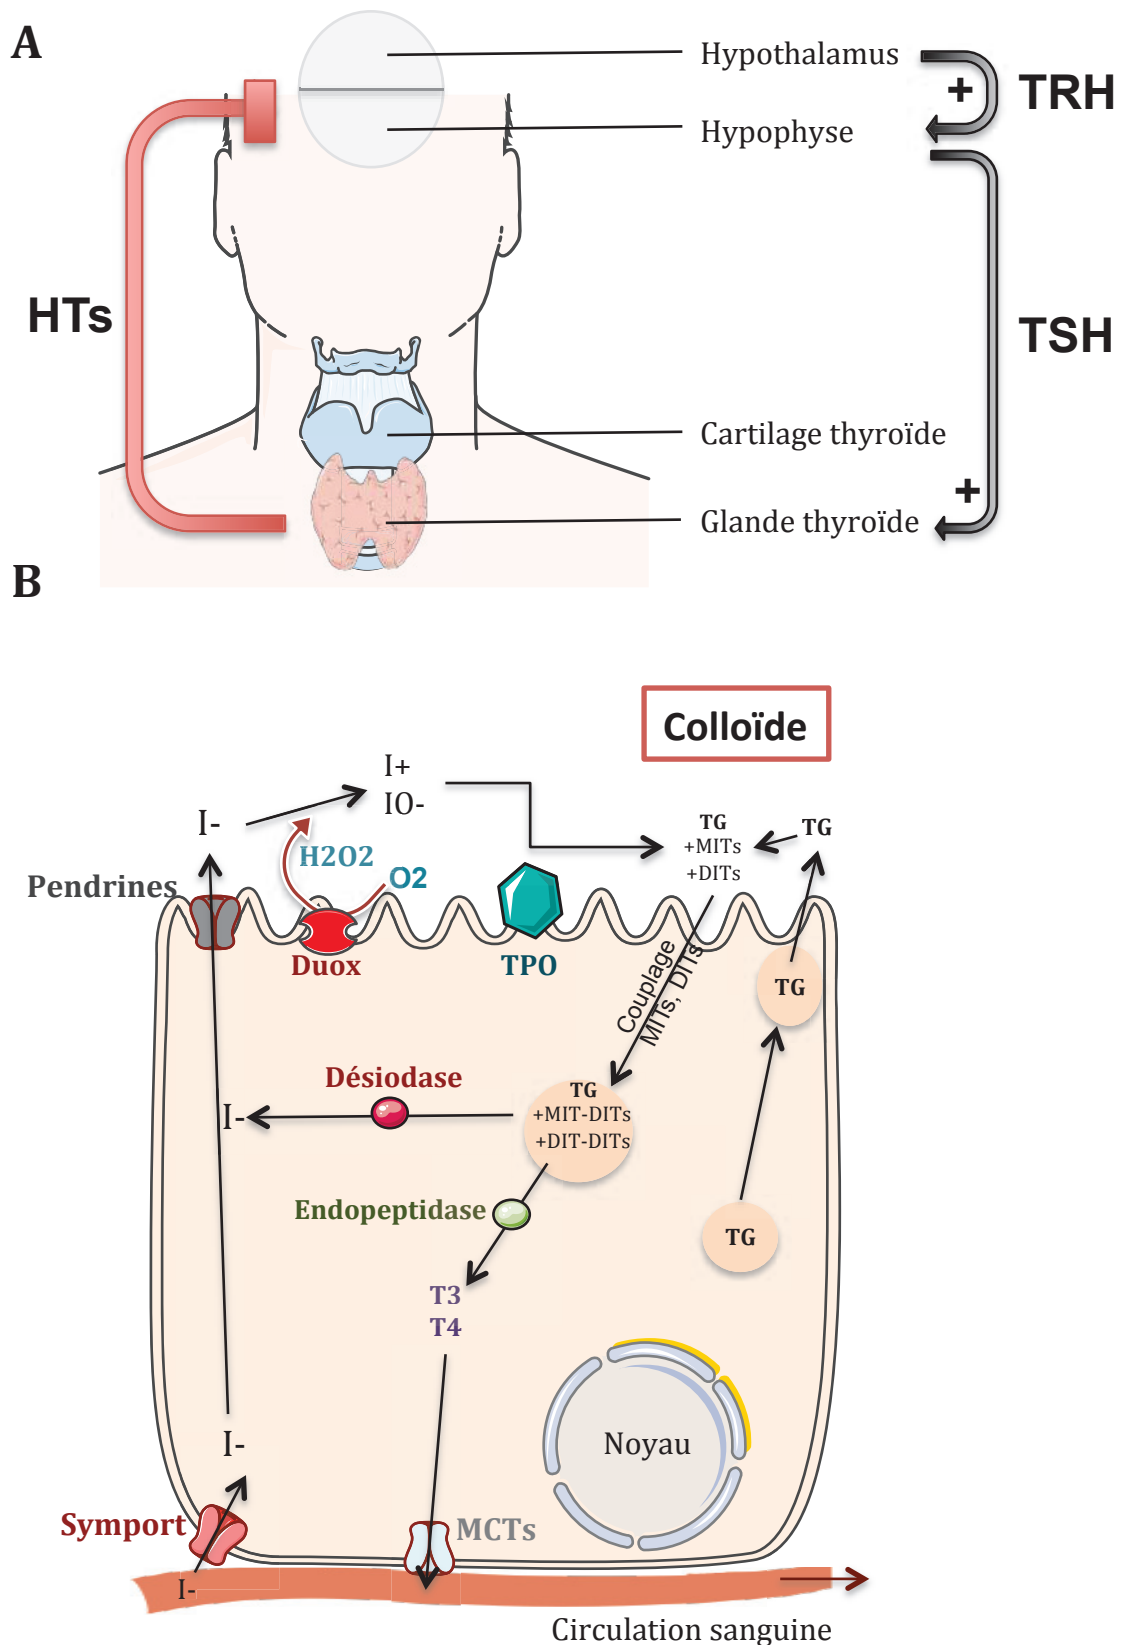 A
Hypothalamus
+
TRH
Hypophyse
HTs
TSH
Cartilage thyroïde
+
Glande thyroïde
B
Colloïde
I+
IO-
I-
TG
+MITs
+DITs
TG
H2O2
O2
Pendrines
Duox
TPO
Couplage
MITs, DITs
TG
Désiodase
I-
TG
+MIT-DITs
+DIT-DITs
Endopeptidase
TG
T3
T4
I-
Noyau
Symport
MCTs
I-
Circulation sanguine